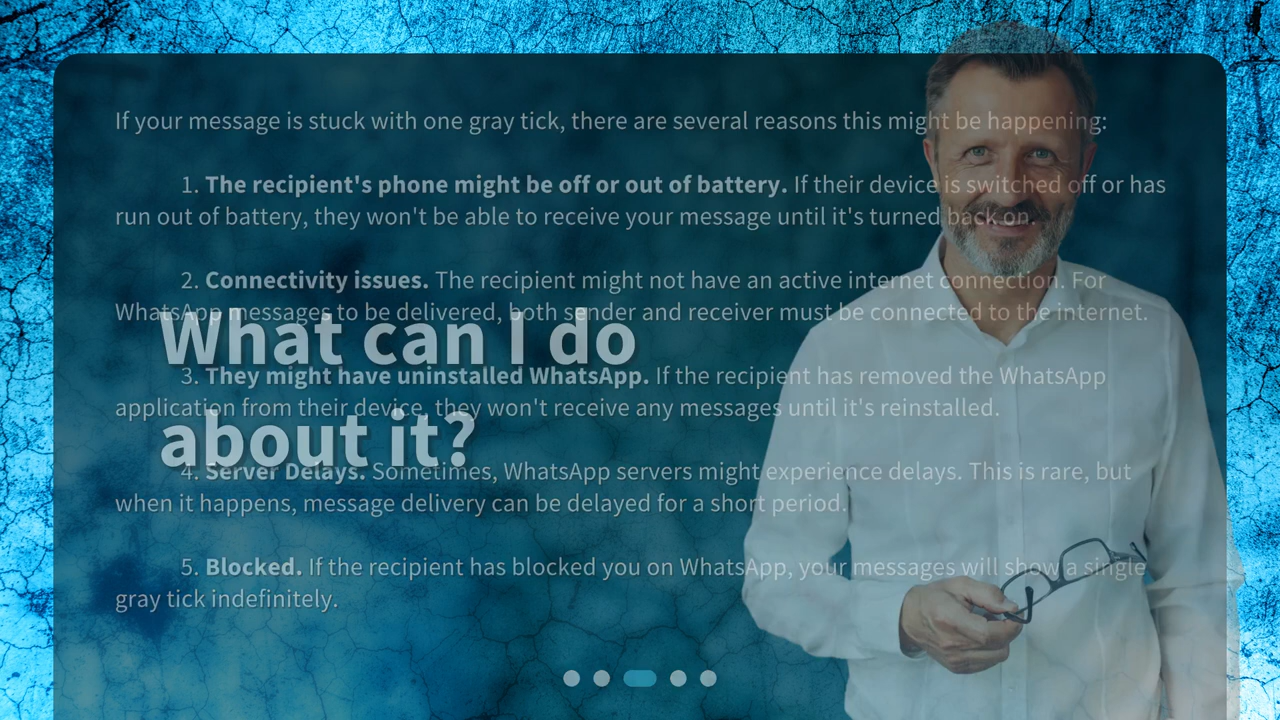 If your message is stuck with one gray tick, there are several reasons this might be happening:
1. The recipient's phone might be off or out of battery. If their device is switched off or has
run out of battery, they won't be able to receive your message until it's turned back on.
2. Connectivity issues. The recipient might not have an active internet connection. For
WhatsApp messages to be delivered, both sender and receiver must be connected to the internet.
What can I do
3. They might have uninstalled WhatsApp. If the recipient has removed the WhatsApp
application from their device, they won't receive any messages until it's reinstalled.
about it?
4. Server Delays. Sometimes, WhatsApp servers might experience delays. This is rare, but
when it happens, message delivery can be delayed for a short period.
5. Blocked. If the recipient has blocked you on WhatsApp, your messages will show a single
gray tick indefinitely.